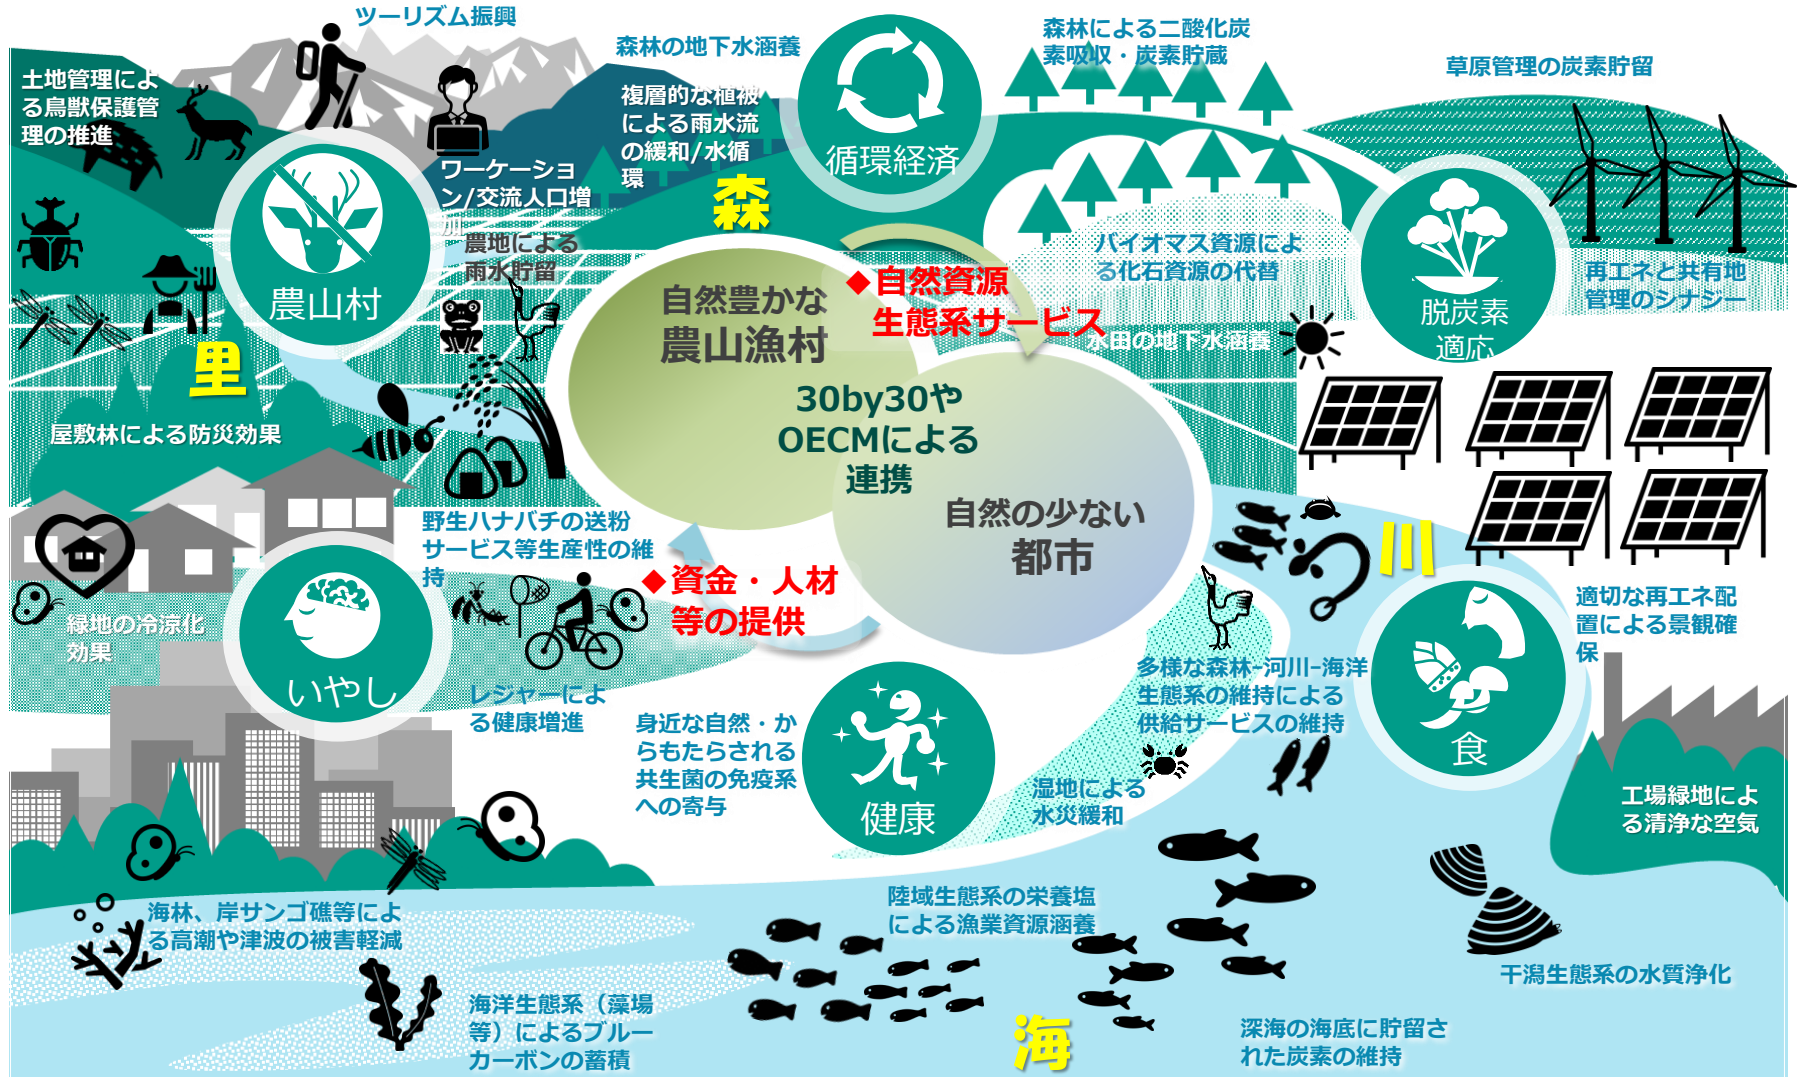 ツーリズム振興
土地管理によ
る鳥獣保護管
理の推進
森林の地下水涵養
複層的な植被
による雨水流
の緩和/水循
環
森林による二酸化炭
素吸収・炭素貯蔵
草原管理の炭素貯留
循環経済
ワーケーショ
ン/交流人口増
加
農地による
雨水貯留
森
農山村
バイオマス資源によ
る化石資源の代替
再エネと共有地
管理のシナジー
脱炭素
適応
水田の地下水涵養
自然豊かな
農山漁村
◆自然資源
生態系サービス
里
屋敷林による防災効果
30by30や
OECMによる
連携
自然の少ない
都市
川
野生ハナバチの送粉
サービス等生産性の維
持
◆資金・人材
等の提供
緑地の冷涼化
効果
いやし
レジャーによ
る健康増進
適切な再エネ配
置による景観確
保
多様な森林ｰ河川ｰ海洋
生態系の維持による
供給サービスの維持
食
身近な自然・か
らもたらされる
共生菌の免疫系
への寄与
健康
湿地による
水災緩和
工場緑地によ
る清浄な空気
海林、岸サンゴ礁等によ
る高潮や津波の被害軽減
陸域生態系の栄養塩
による漁業資源涵養
干潟生態系の水質浄化
海洋生態系（藻場
等）によるブルー
カーボンの蓄積
海
深海の海底に貯留さ
れた炭素の維持